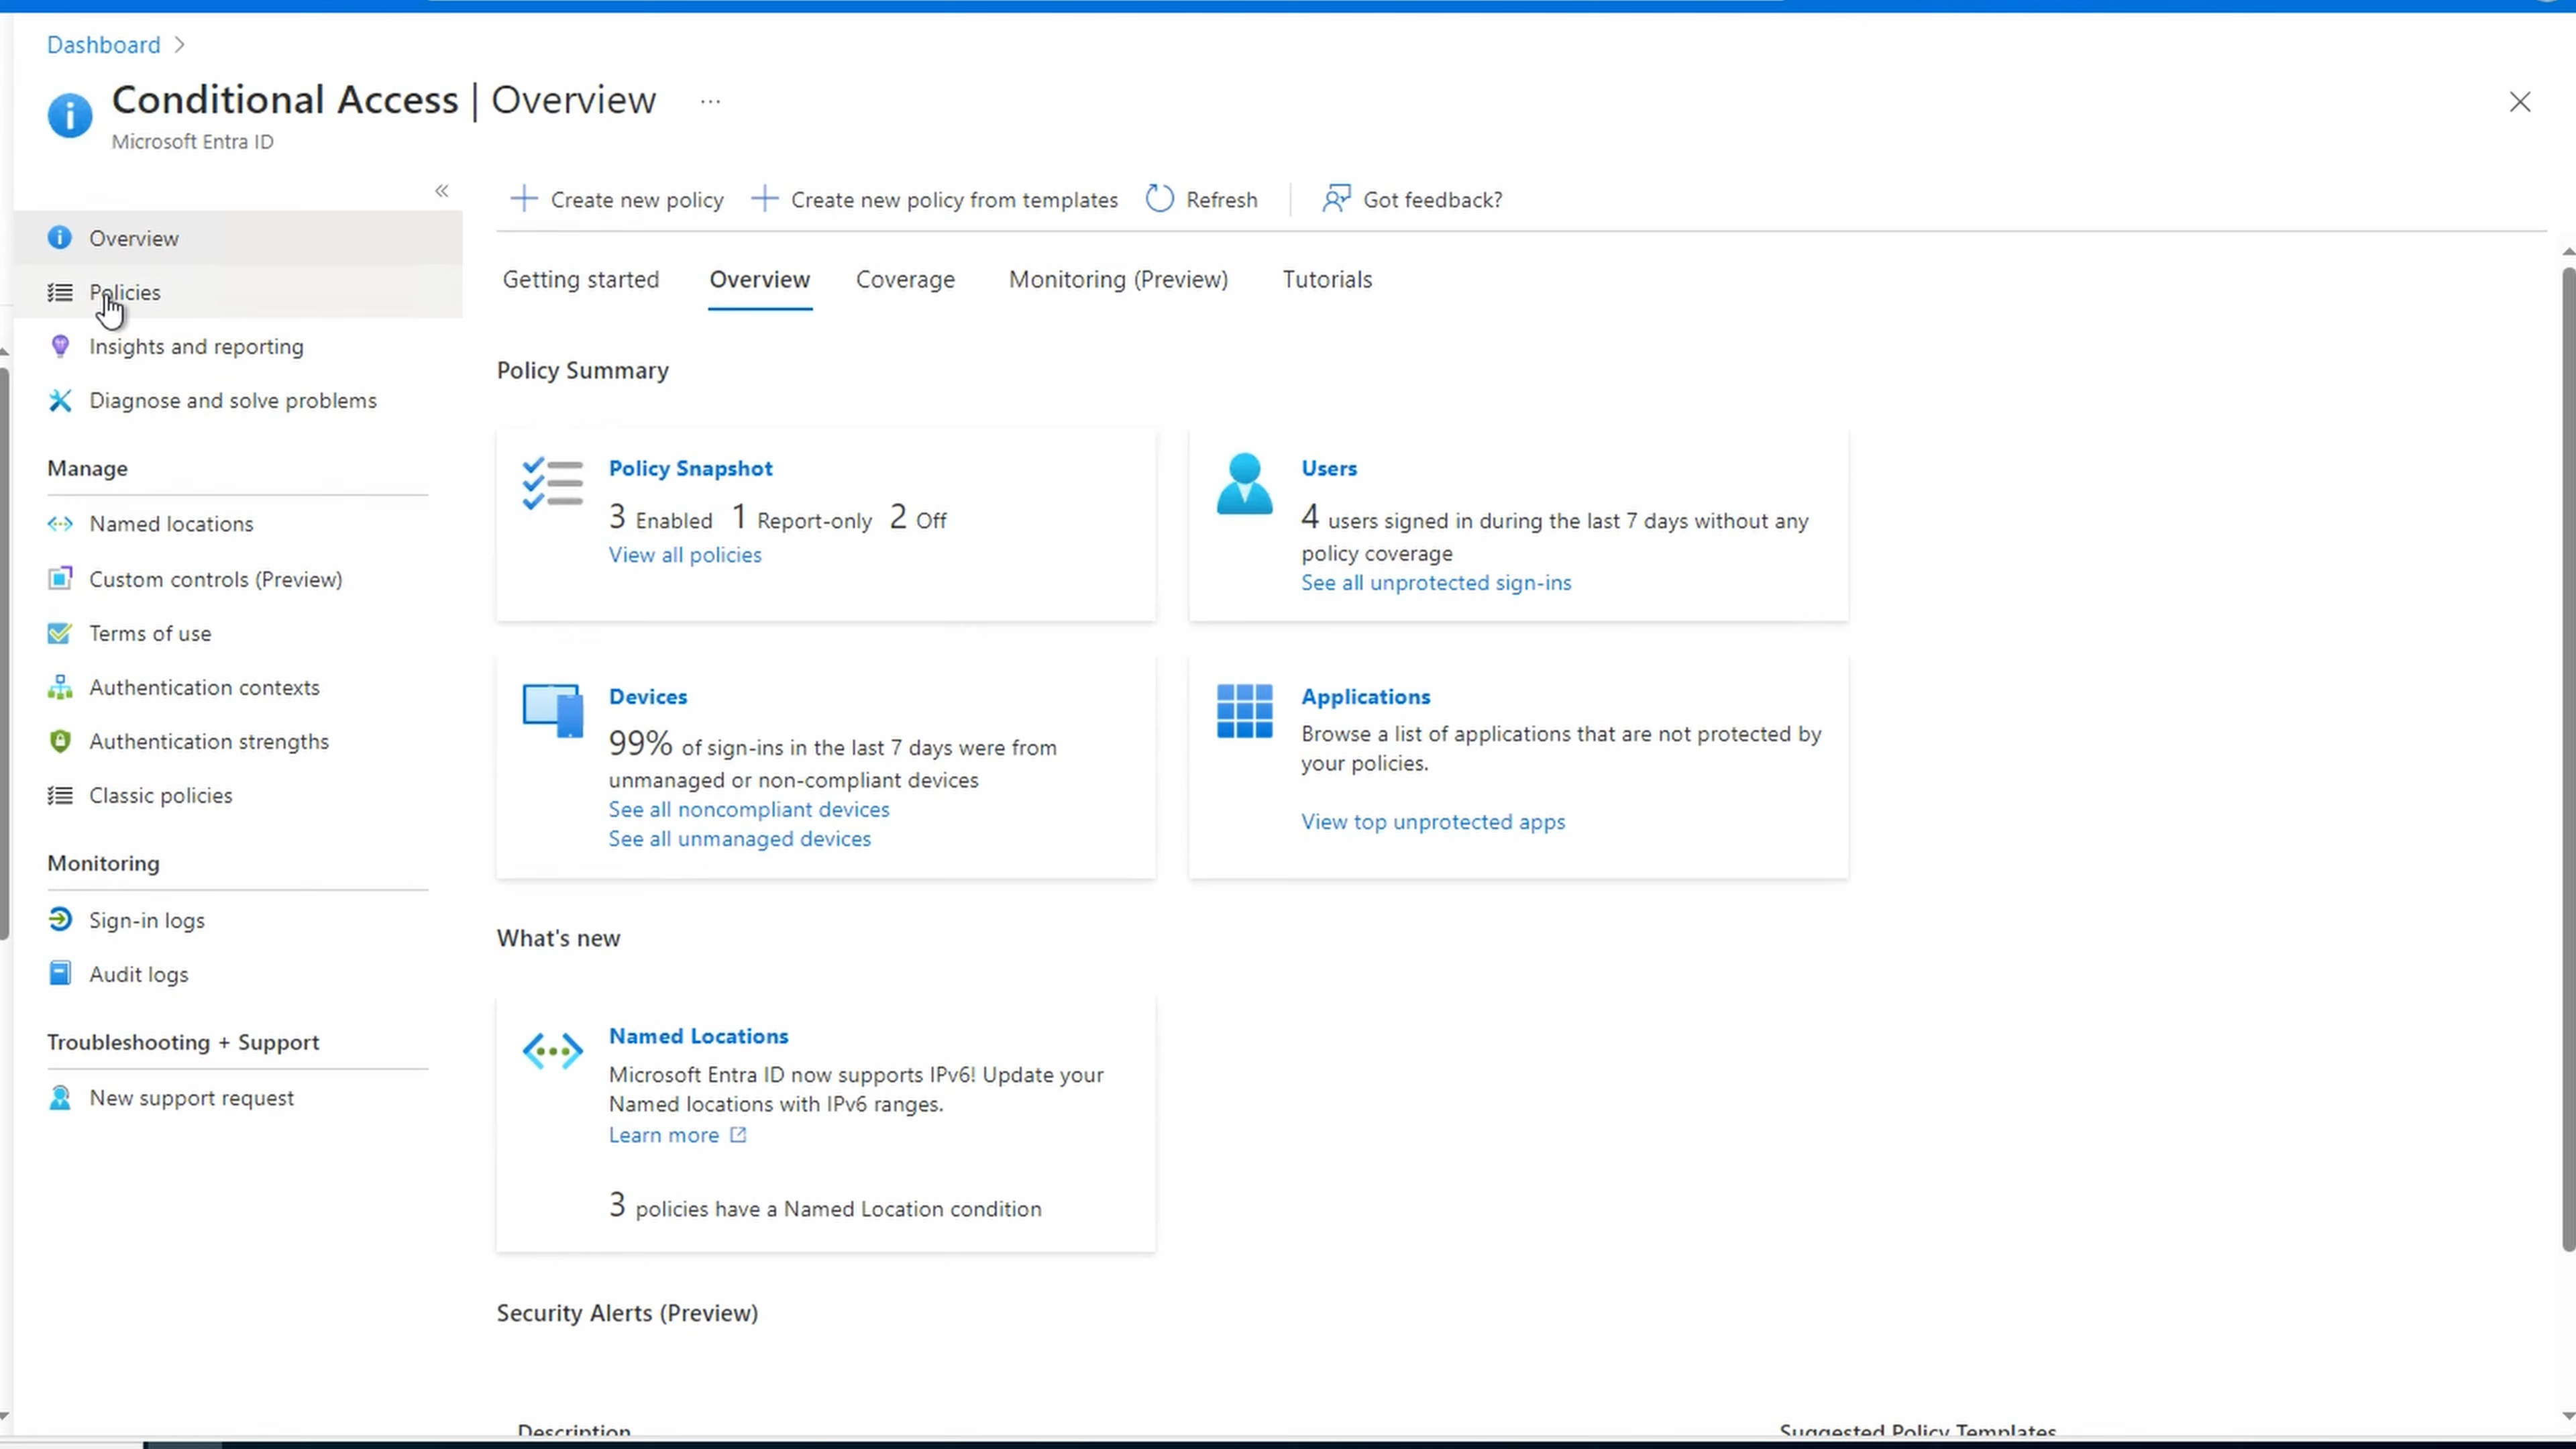 Dashboard
Conditional Access | Overview ...
Microsoft Entra ID
Create new policy Create new policy from templates Refresh Got feedback?
Overview
Policies
Insights and reporting
Diagnose and solve problems
Manage
Named locations
Custom controls (Preview)
Terms of use
Authentication contexts
Authentication strengths
Classic policies
Monitoring
Sign-in logs
Audit logs
Troubleshooting + Support
New support request
Getting started Overview Coverage Monitoring (Preview) Tutorials
Policy Summary
Policy Snapshot
3 Enabled 1 Report-only 2 Off
View all policies
Users
4 users signed in during the last 7 days without any
policy coverage
See all unprotected sign-ins
Devices
99% of sign-ins in the last 7 days were from
unmanaged or non-compliant devices
See all noncompliant devices
See all unmanaged devices
Applications
Browse a list of applications that are not protected by
your policies.
View top unprotected apps
What's new
Named Locations
Microsoft Entra ID now supports IPv6! Update your
Named locations with IPv6 ranges.
Learn more
3 policies have a Named Location condition
Security Alerts (Preview)
Description Suggested Policy Templates